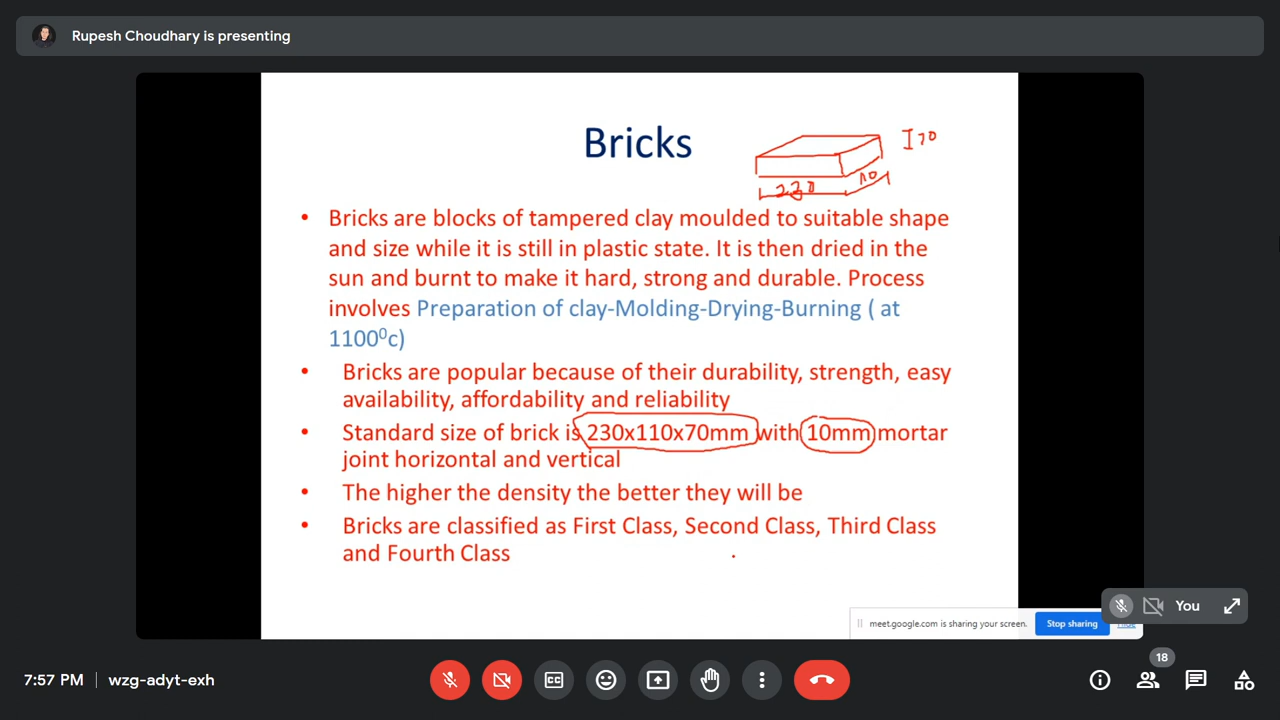 Rupesh Choudhary is presenting
Bricks
70
230
110
• Bricks are blocks of tampered clay moulded to suitable shape
and size while it is still in plastic state. It is then dried in the
sun and burnt to make it hard, strong and durable. Process
involves Preparation of clay-Molding-Drying-Burning ( at
1100⁰c)
• Bricks are popular because of their durability, strength, easy
availability, affordability and reliability
• Standard size of brick is 230x110x70mm with 10mm mortar
joint horizontal and vertical
• The higher the density the better they will be
• Bricks are classified as First Class, Second Class, Third Class
and Fourth Class
You
meet.google.com is sharing your screen.
Stop sharing
Hide
18
7:57 PM
wzg-adyt-exh